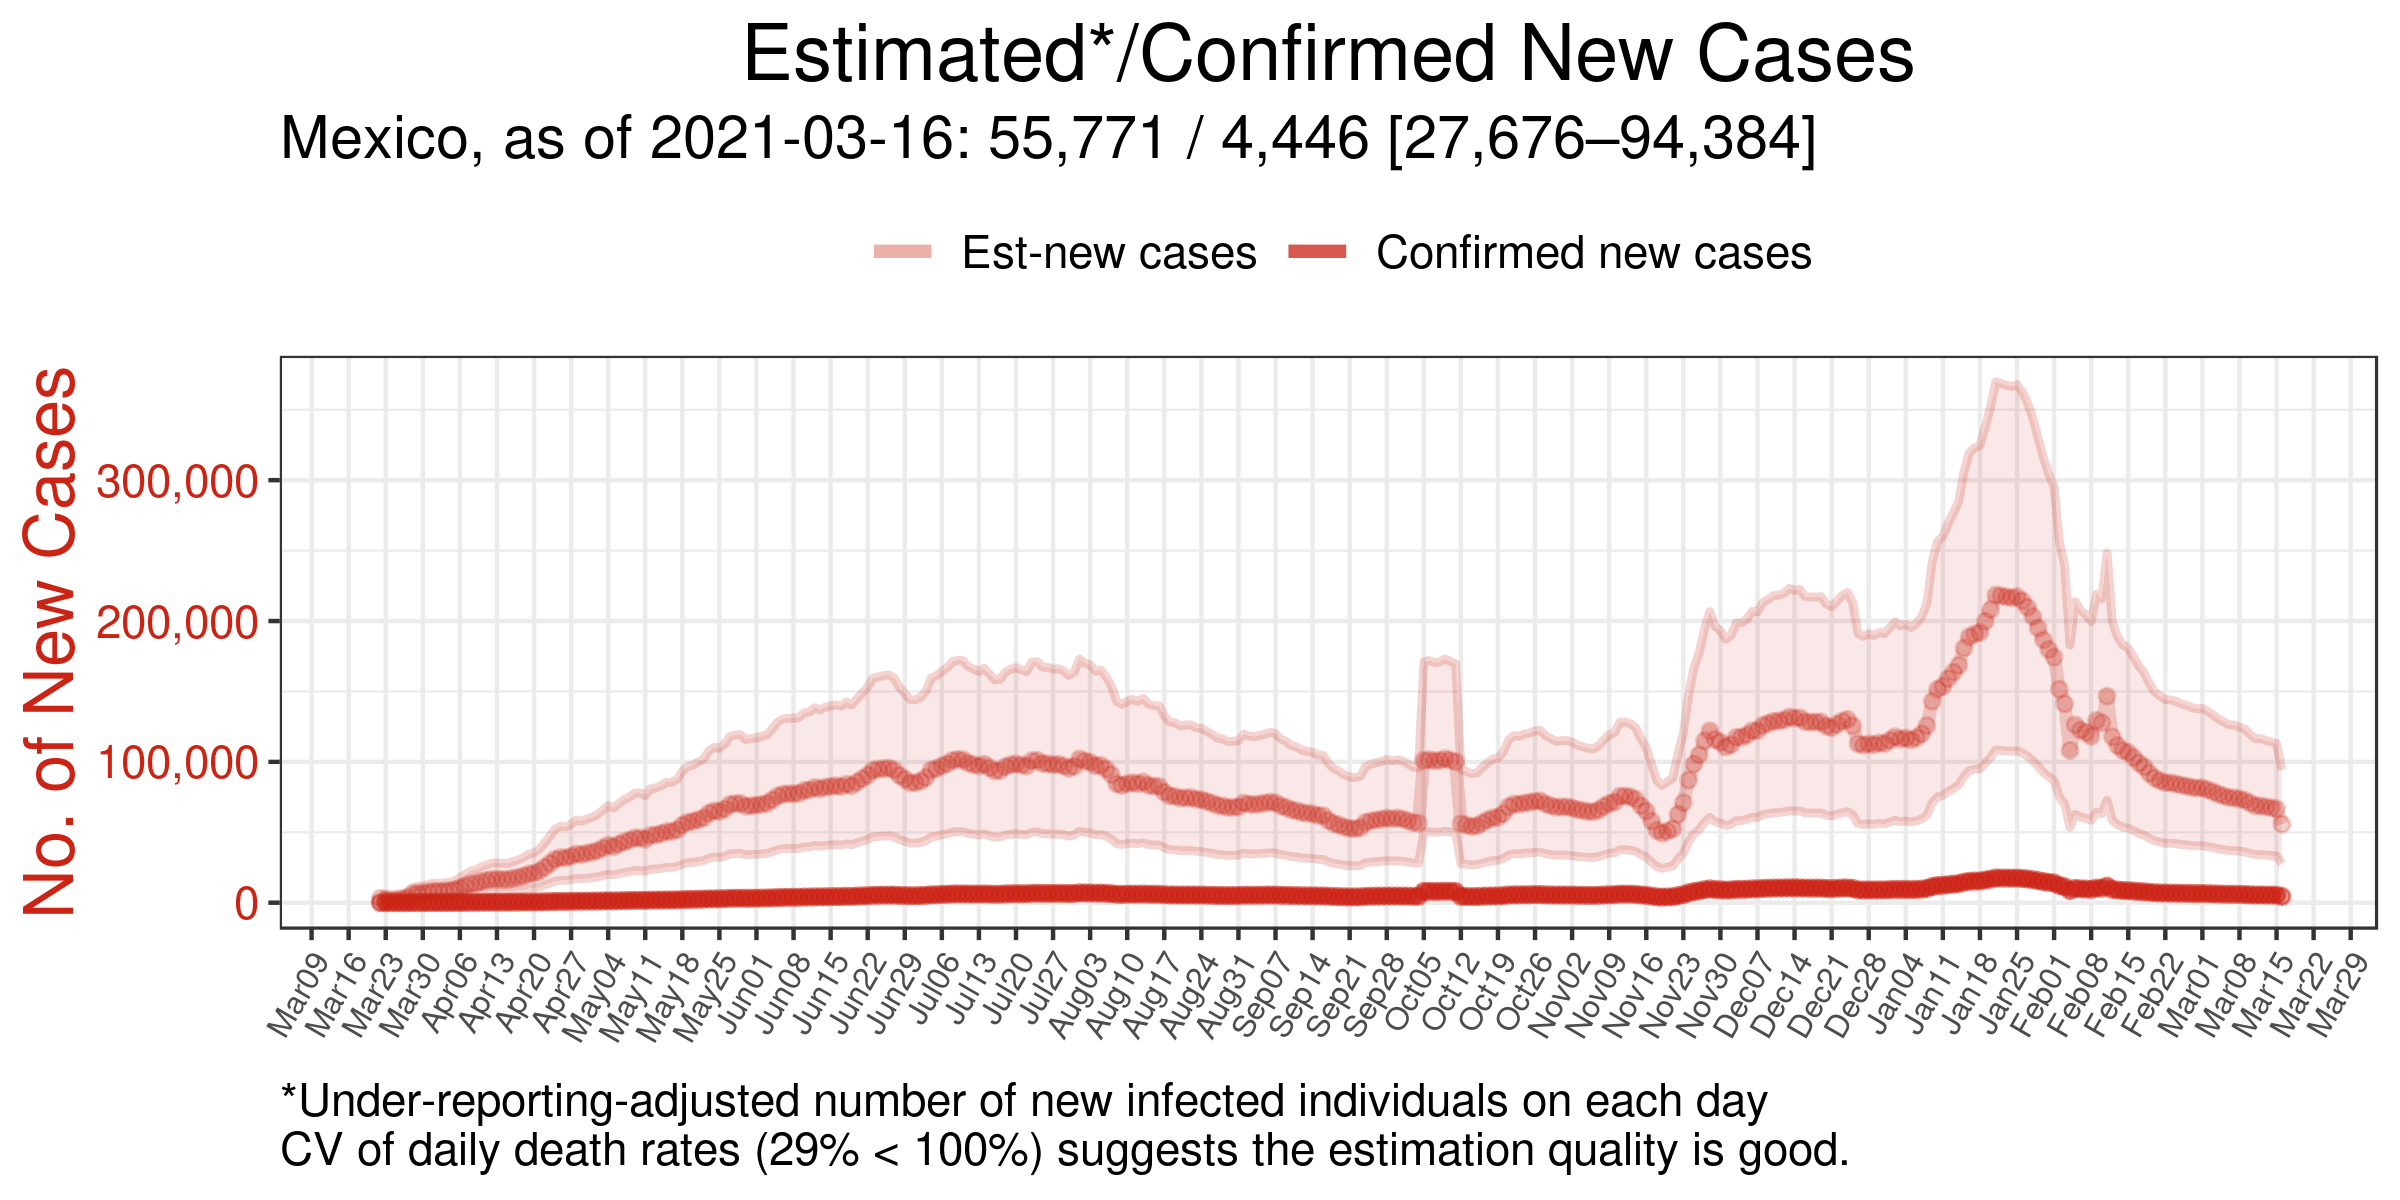 Estimated*/Confirmed New Cases
Mexico, as of 2021-03-16: 55,771 / 4,446 [27,676–94,384]
Est-new cases
Confirmed new cases
No. of New Cases
300,000
200,000
100,000
0
Mar09
Mar16
Mar23
Mar30
Apr06
Apr13
Apr20
Apr27
May04
May11
May18
May25
Jun01
Jun08
Jun15
Jun22
Jun29
Jul06
Jul13
Jul20
Jul27
Aug03
Aug10
Aug17
Aug24
Aug31
Sep07
Sep14
Sep21
Sep28
Oct05
Oct12
Oct19
Oct26
Nov02
Nov09
Nov16
Nov23
Nov30
Dec07
Dec14
Dec21
Dec28
Jan04
Jan11
Jan18
Jan25
Feb01
Feb08
Feb15
Feb22
Mar01
Mar08
Mar15
Mar22
Mar29
*Under-reporting-adjusted number of new infected individuals on each day
CV of daily death rates (29% < 100%) suggests the estimation quality is good.